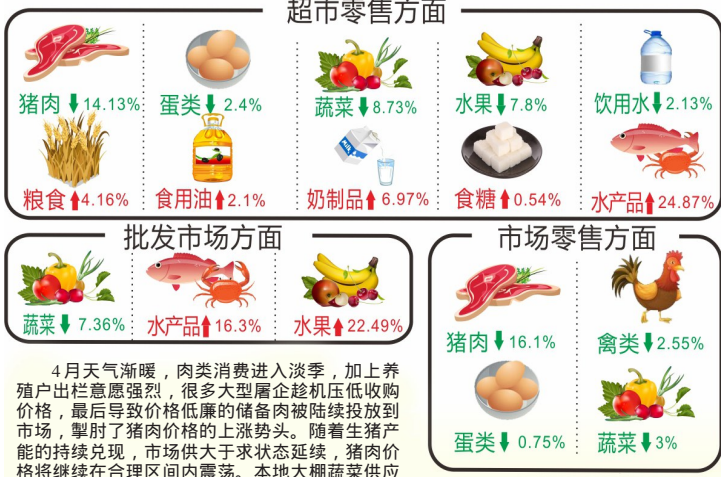 超市零售方面
猪肉⬇14.13% 蛋类⬇2.4% 蔬菜⬇8.73% 水果⬇7.8% 饮用水⬇2.13%
Milk
粮食⬆4.16% 食用油⬆2.1% 奶制品⬆6.97% 食糖⬆0.54% 水产品⬆24.87%
批发市场方面
蔬菜⬇7.36% 水产品⬆16.3% 水果⬆22.49%
市场零售方面
猪肉⬇16.1% 禽类⬇2.55%
蛋类⬇0.75% 蔬菜⬇3%
4月天气渐暖，肉类消费进入淡季，加上养
殖户出栏意愿强烈，很多大型屠企趁机压低收购
价格，最后导致价格低廉的储备肉被陆续投放到
市场，掣肘了猪肉价格的上涨势头。随着生猪产
能的持续兑现，市场供大于求状态延续，猪肉价
格将继续在合理区间内震荡。本地大棚蔬菜供应